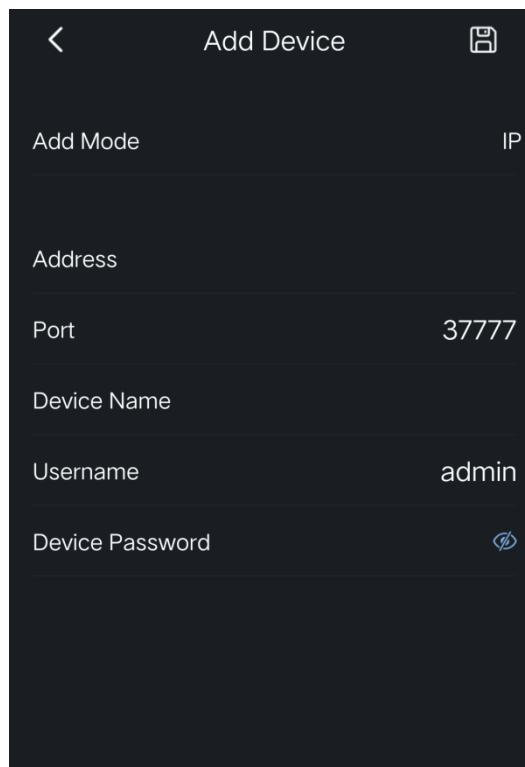 Add Device
Add Mode IP
Address
Port 37777
Device Name
Username admin
Device Password